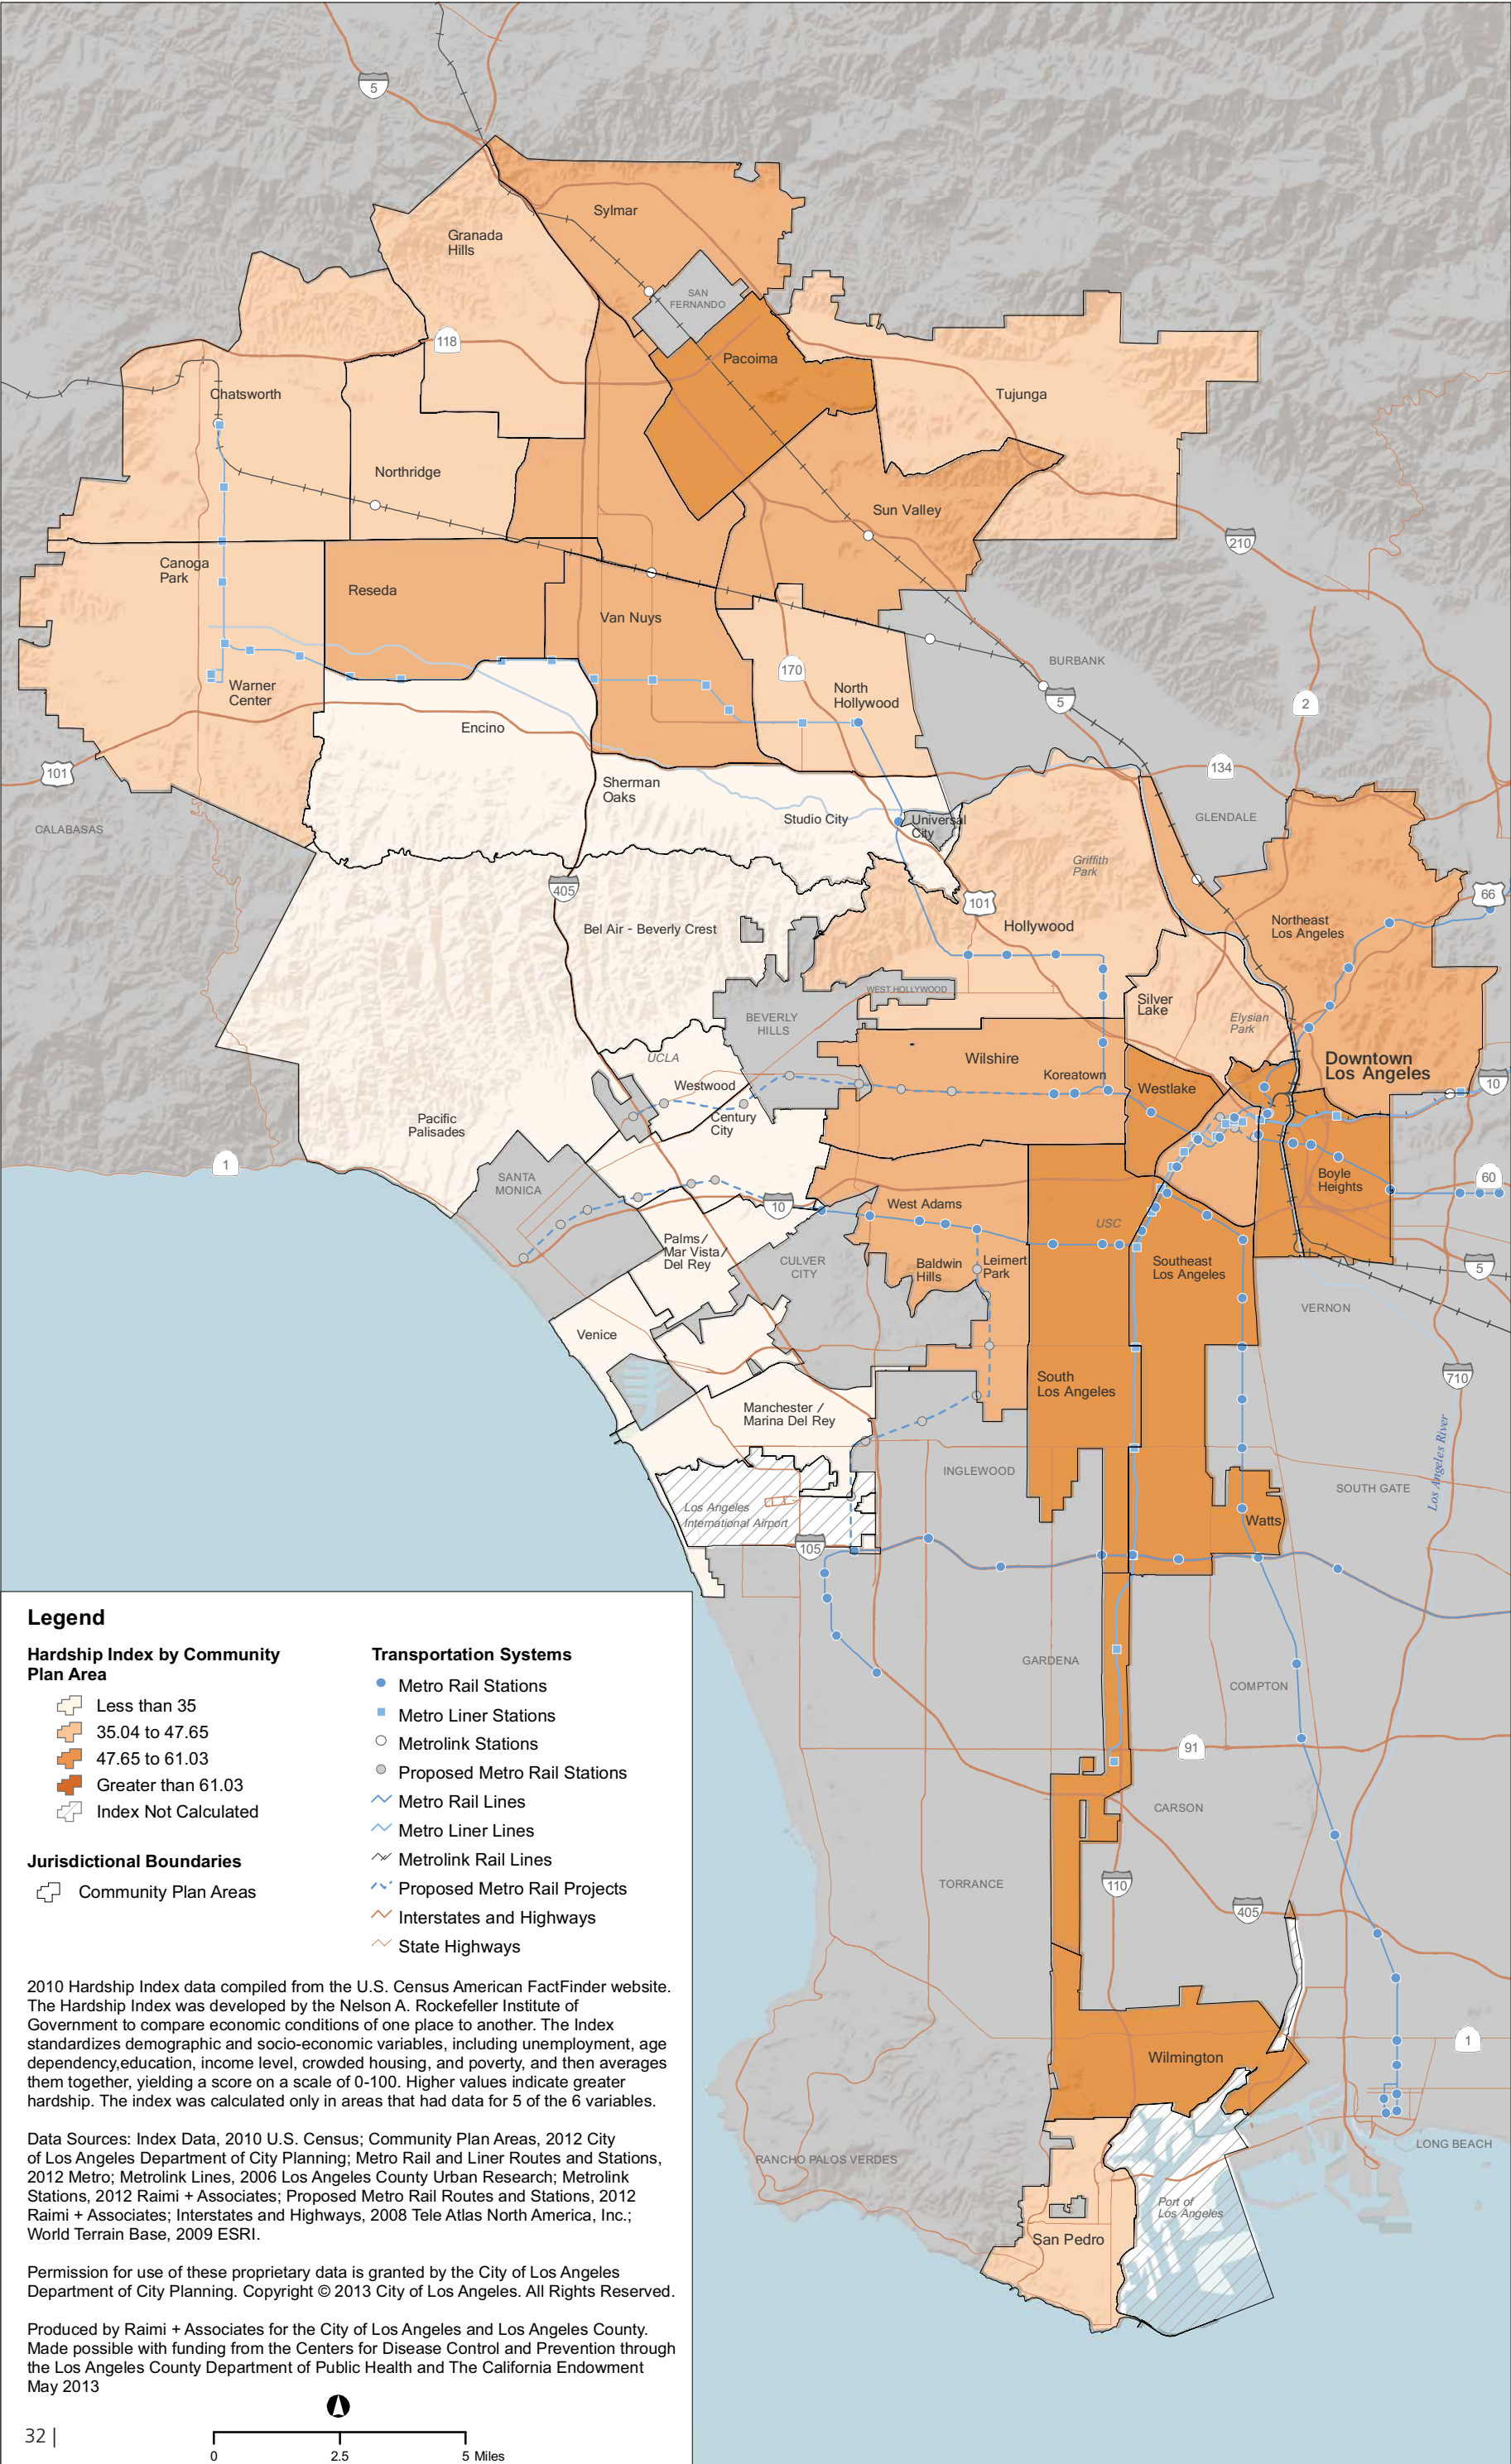 5
Sylmar
Granada
Hills
SAN
FERNANDO
118
Pacoima
Chatsworth
Tujunga
Northridge
Sun Valley
210
Canoga
Park
Reseda
Van Nuys
BURBANK
170
Warner
Center
North
Hollywood
5
2
Encino
101
134
Sherman
Oaks
Studio City
Universal
City
GLENDALE
CALABASAS
Griffith
Park
405
101
66
Bel Air - Beverly Crest
Hollywood
Northeast
Los Angeles
WEST HOLLYWOOD
Silver
Lake
BEVERLY
HILLS
Elysian
Park
UCLA
Wilshire
Downtown
Los Angeles
Koreatown
Westwood
Westlake
10
Century
City
Pacific
Palisades
1
SANTA
MONICA
Boyle
Heights
60
10
West Adams
USC
Palms/
Mar Vista/
Del Rey
CULVER
CITY
Baldwin
Hills
Leimert
Park
Southeast
Los Angeles
5
VERNON
Venice
South
Los Angeles
710
Manchester /
Marina Del Rey
Los Angeles River
INGLEWOOD
SOUTH GATE
Los Angeles
International Airport
Watts
105
GARDENA
COMPTON
91
CARSON
TORRANCE
110
405
1
Wilmington
LONG BEACH
RANCHO PALOS VERDES
Port of
Los Angeles
San Pedro
Legend
Hardship Index by Community
Plan Area
Less than 35
35.04 to 47.65
47.65 to 61.03
Greater than 61.03
Index Not Calculated
Jurisdictional Boundaries
Community Plan Areas
Transportation Systems
Metro Rail Stations
Metro Liner Stations
Metrolink Stations
Proposed Metro Rail Stations
Metro Rail Lines
Metro Liner Lines
Metrolink Rail Lines
Proposed Metro Rail Projects
Interstates and Highways
State Highways
2010 Hardship Index data compiled from the U.S. Census American FactFinder website.
The Hardship Index was developed by the Nelson A. Rockefeller Institute of
Government to compare economic conditions of one place to another. The Index
standardizes demographic and socio-economic variables, including unemployment, age
dependency,education, income level, crowded housing, and poverty, and then averages
them together, yielding a score on a scale of 0-100. Higher values indicate greater
hardship. The index was calculated only in areas that had data for 5 of the 6 variables.
Data Sources: Index Data, 2010 U.S. Census; Community Plan Areas, 2012 City
of Los Angeles Department of City Planning; Metro Rail and Liner Routes and Stations,
2012 Metro; Metrolink Lines, 2006 Los Angeles County Urban Research; Metrolink
Stations, 2012 Raimi + Associates; Proposed Metro Rail Routes and Stations, 2012
Raimi + Associates; Interstates and Highways, 2008 Tele Atlas North America, Inc.;
World Terrain Base, 2009 ESRI.
Permission for use of these proprietary data is granted by the City of Los Angeles
Department of City Planning. Copyright © 2013 City of Los Angeles. All Rights Reserved.
Produced by Raimi + Associates for the City of Los Angeles and Los Angeles County.
Made possible with funding from the Centers for Disease Control and Prevention through
the Los Angeles County Department of Public Health and The California Endowment
May 2013
32 |
0 2.5 5 Miles